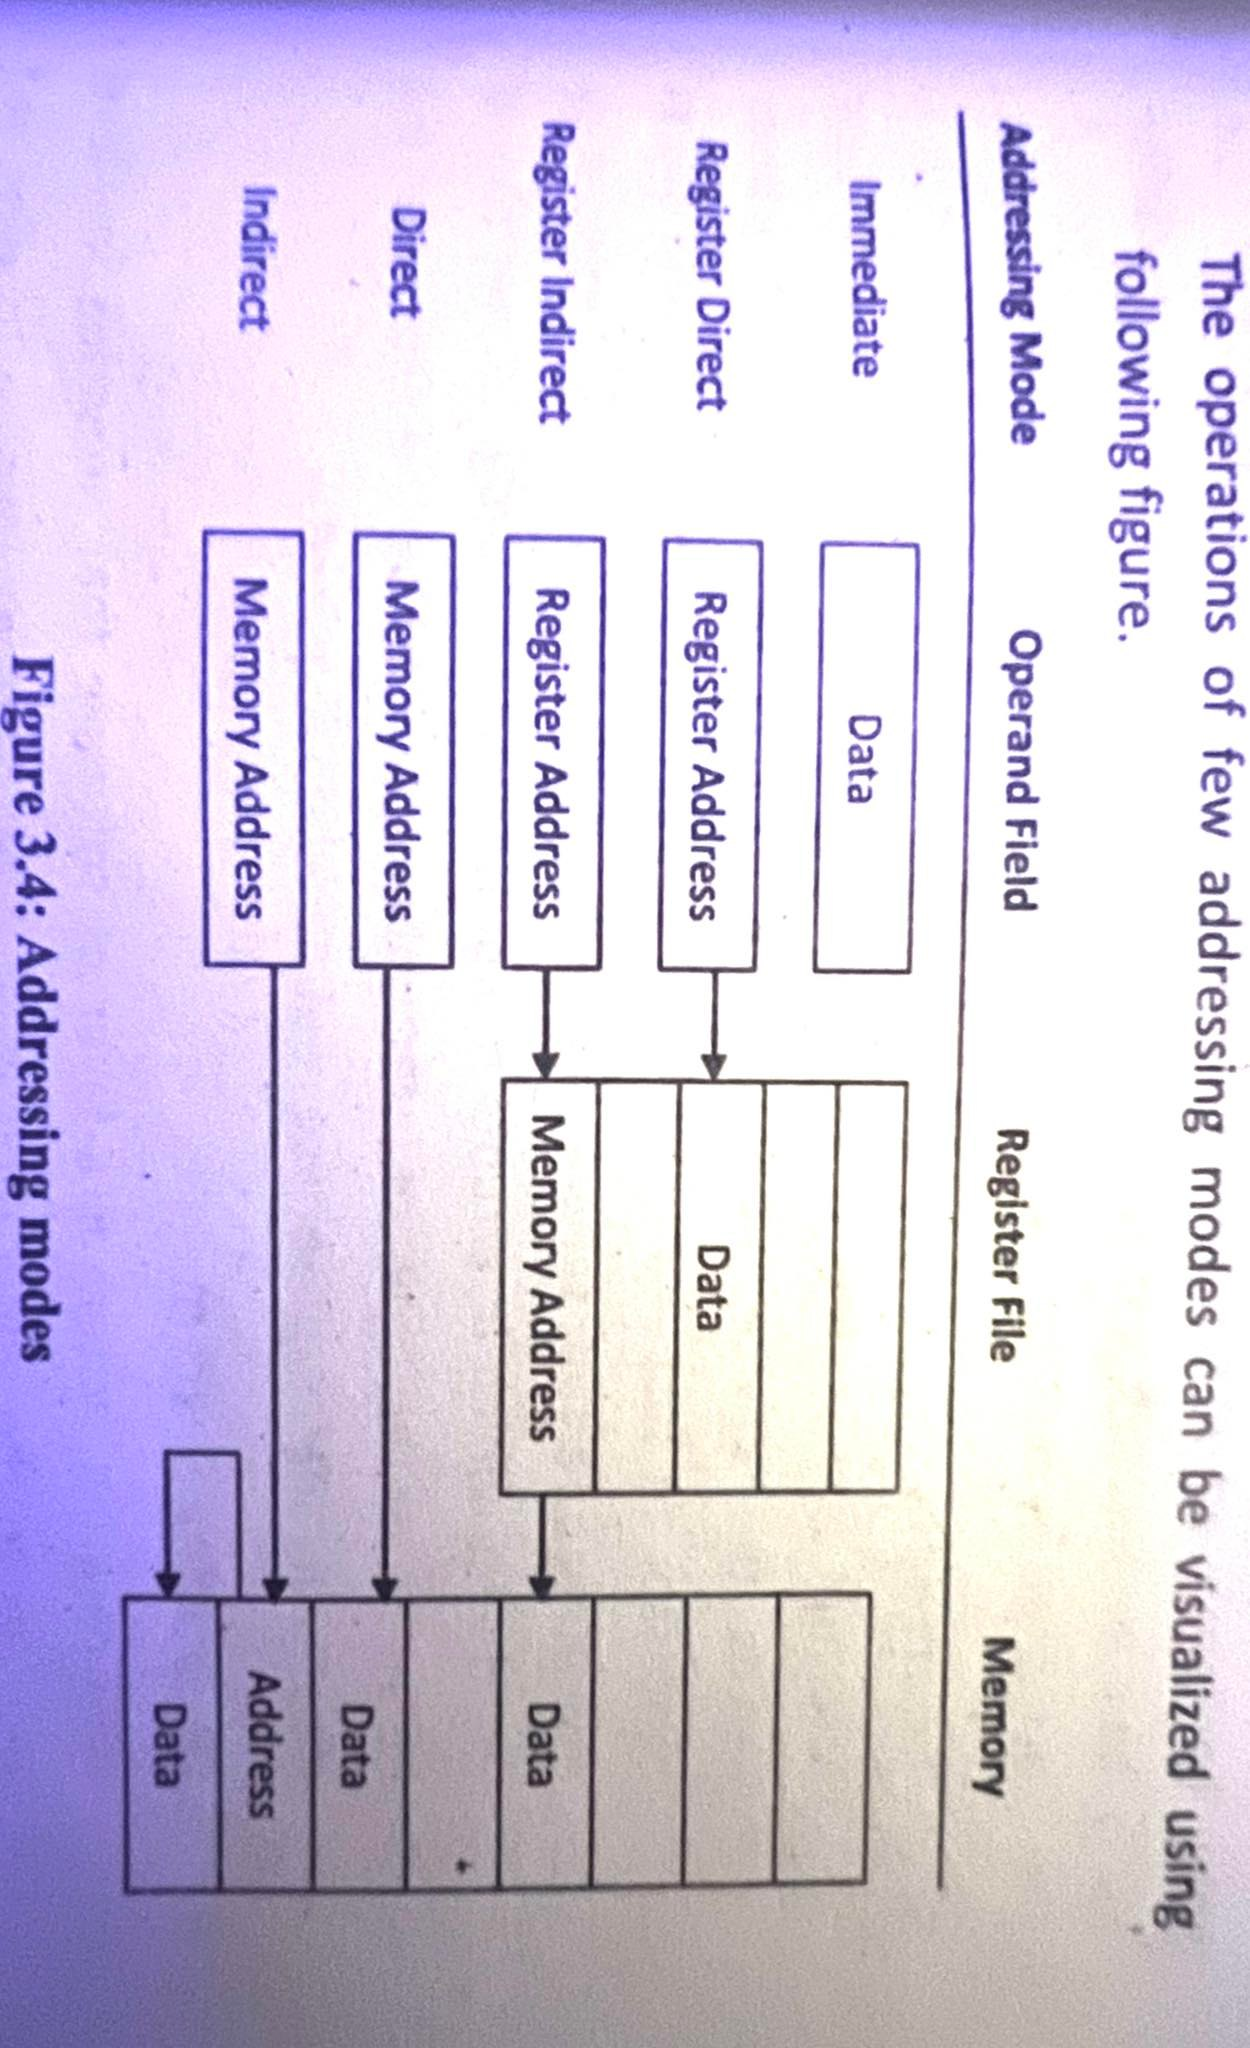 The operations of few addressing modes can be visualized using
following figure.
Addressing Mode Operand Field Register File Memory
Immediate Data
Register Direct Register Address Data
Register Indirect Register Address Memory Address Data
Direct Memory Address Data
Indirect Memory Address Address
Data
Figure 3.4: Addressing modes